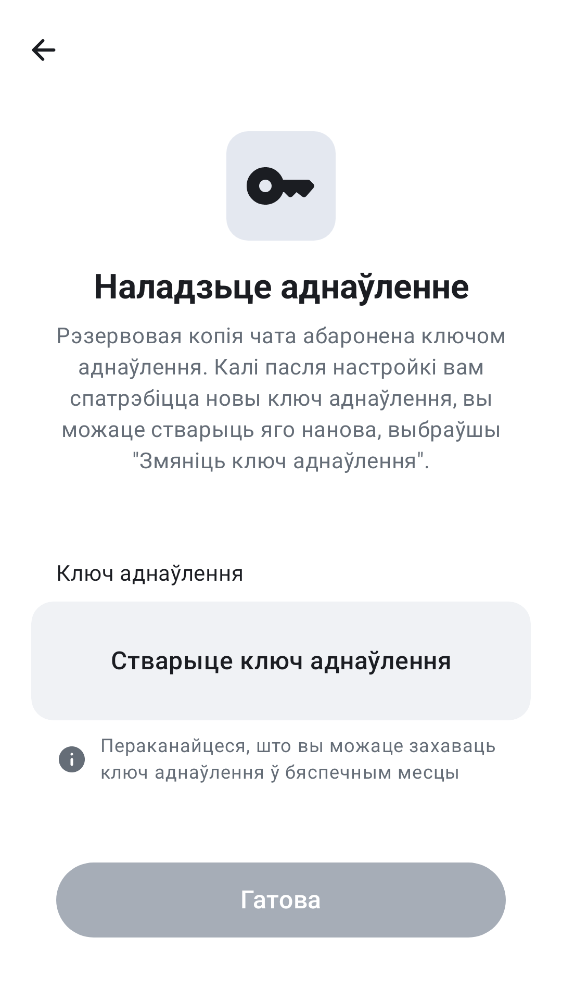 Наладзьце аднаўленне
Рэзервовая копія чата абаронена ключом
аднаўлення. Калі пасля настройкі вам
спатрэбіцца новы ключ аднаўлення, вы
можаце стварыць яго нанова, выбраўшы
"Змяніць ключ аднаўлення".
Ключ аднаўлення
Стварыце ключ аднаўлення
Пераканайцеся, што вы можаце захаваць
ключ аднаўлення ў бяспечным месцы
Гатова